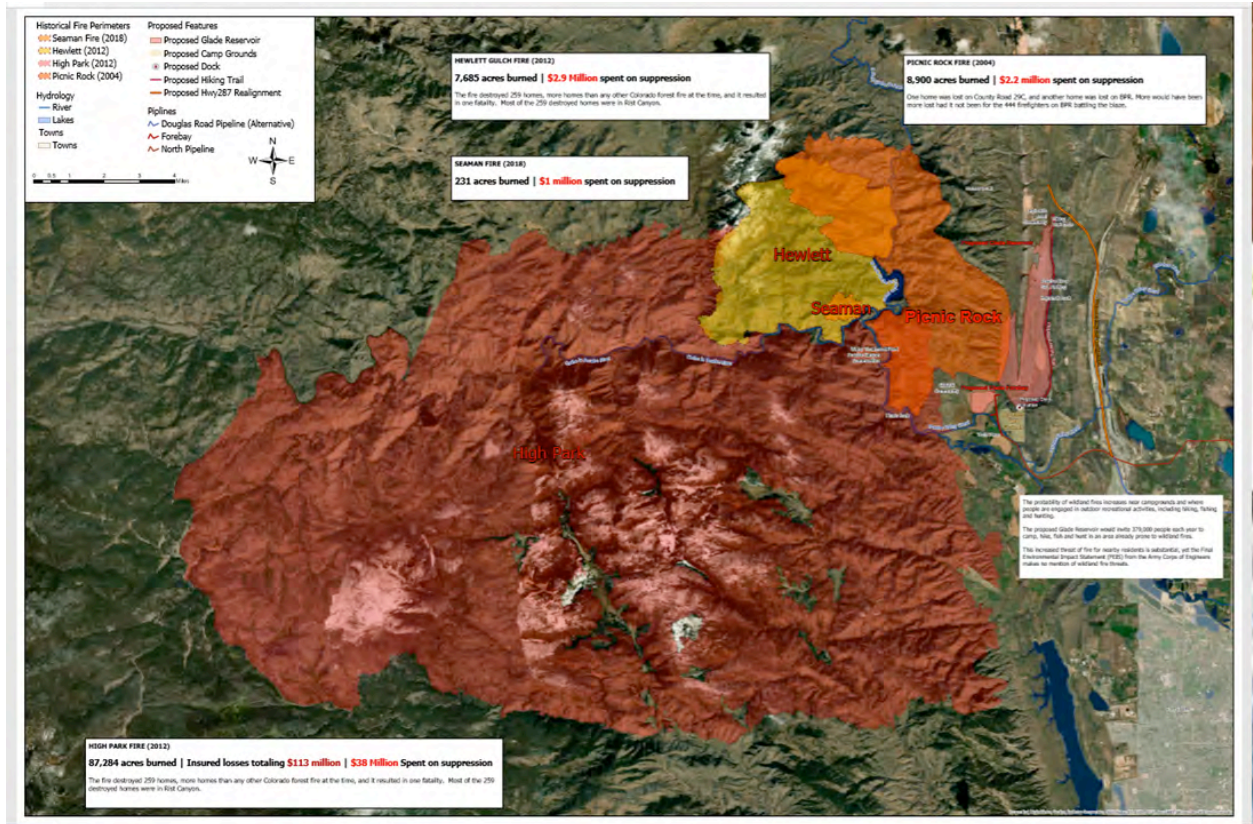 Historical Fire Perimeters
Seaman Fire (2018)
Hewlett (2012)
High Park (2012)
Picnic Rock (2004)
Hydrology
River
Lakes
Towns
Towns
Proposed Features
Proposed Glade Reservoir
Proposed Camp Grounds
Proposed Dock
Proposed Hiking Trail
Proposed Hwy287 Realignment
Piplines
Douglas Road Pipeline (Alternative)
Forebay
North Pipeline
N
W E
S
0 0.5 1 2 3 4
Miles
HEWLETT GULCH FIRE (2012)
7,685 acres burned | $2.9 Million spent on suppression
The fire destroyed 259 homes, more homes than any other Colorado forest fire at the time, and it resulted
in one fatality. Most of the 259 destroyed homes were in Rist Canyon.
PICNIC ROCK FIRE (2004)
8,900 acres burned | $2.2 million spent on suppression
One home was lost on County Road 29C, and another home was lost on BPR. More would have been
more lost had it not been for the 444 firefighters on BPR battling the blaze.
SEAMAN FIRE (2018)
231 acres burned | $1 million spent on suppression
Hewlett
Seaman
Picnic Rock
High Park
The probability of wildland fires increases near campgrounds and where
people are engaged in outdoor recreational activities, including hiking, fishing
and hunting.
The proposed Glade Reservoir would invite 379,000 people each year to
camp, hike, fish and hunt in an area already prone to wildland fires.
This increased threat of fire for nearby residents is substantial, yet the Final
Environmental Impact Statement (FEIS) from the Army Corps of Engineers
makes no mention of wildland fire threats.
HIGH PARK FIRE (2012)
87,284 acres burned | Insured losses totaling $113 million | $38 Million Spent on suppression
The fire destroyed 259 homes, more homes than any other Colorado forest fire at the time, and it resulted in one fatality. Most of the 259
destroyed homes were in Rist Canyon.